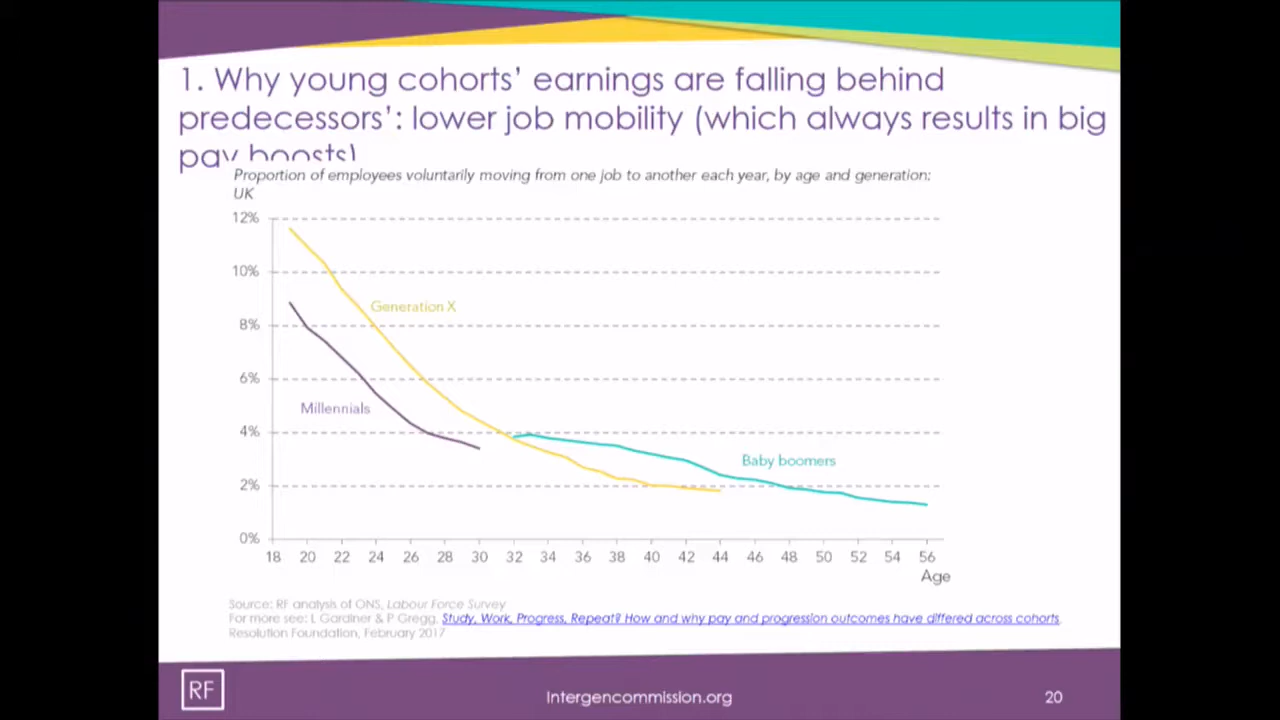 1. Why young cohorts’ earnings are falling behind
predecessors’: lower job mobility (which always results in big
pay boosts)
Proportion of employees voluntarily moving from one job to another each year, by age and generation:
UK
12%
10%
8%
6%
4%
2%
0%
Generation X
Millennials
Baby boomers
18 20 22 24 26 28 30 32 34 36 38 40 42 44 46 48 50 52 54 56
Age
Source: RF analysis of ONS, Labour Force Survey
For more see: L Gardiner & P Gregg, Study, Work, Progress, Repeat? How and why pay and progression outcomes have differed across cohorts,
Resolution Foundation, February 2017
RF
Intergencommission.org
20